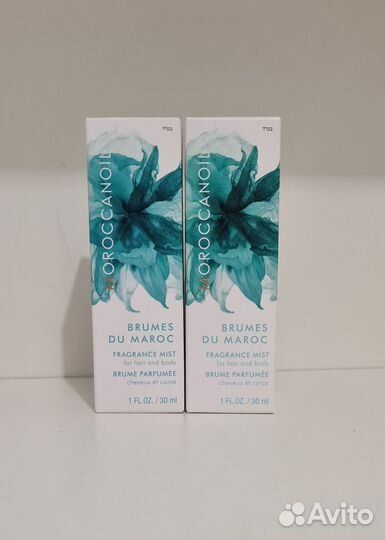 בס"ד
MOROCCANOIL
BRUMES
DU MAROC
FRAGRANCE MIST
for hair and body
BRUME PARFUMÉE
cheveux et corps
1 FL.OZ. / 30 ml
בס"ד
MOROCCANOIL
BRUMES
DU MAROC
FRAGRANCE MIST
for hair and body
BRUME PARFUMÉE
cheveux et corps
1 FL.OZ. / 30 ml
Avito